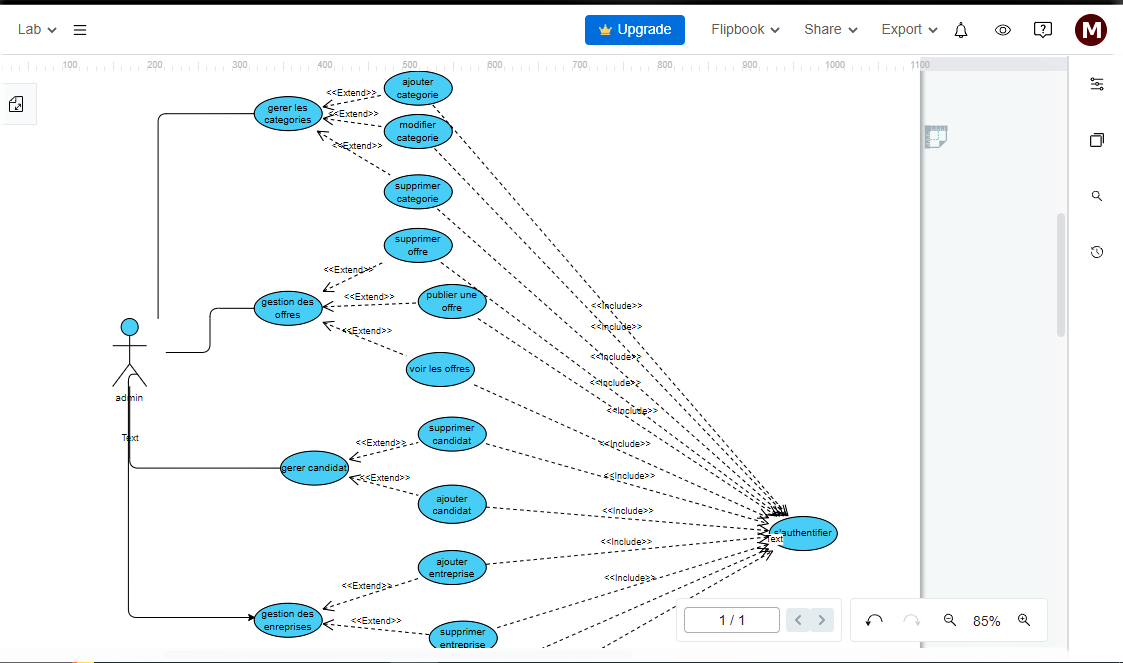 Lab
Upgrade
Flipbook
Share
Export
M
100 200 300 400 500 600 700 800 900 1000 1100
ajouter
categorie
<<Extend>>
gerer les
categories
<<Extend>>
modifier
categorie
<<Extend>>
supprimer
categorie
supprimer
offre
<<Extend>>
publier une
offre
<<Extend>>
gestion des
offres
<<Include>>
<<Include>>
<<Extend>>
<<Include>>
voir les offres
<<Include>>
admin
<<Include>>
supprimer
candidat
Text
<<Extend>>
<<Include>>
gerer candidat
<<Extend>>
<<Include>>
ajouter
candidat
<<Include>>
s'authentifier
Text
<<Include>>
ajouter
entreprise
<<Include>>
<<Extend>>
gestion des
enreprises
<<Extend>>
supprimer
entreprise
1 / 1
85%